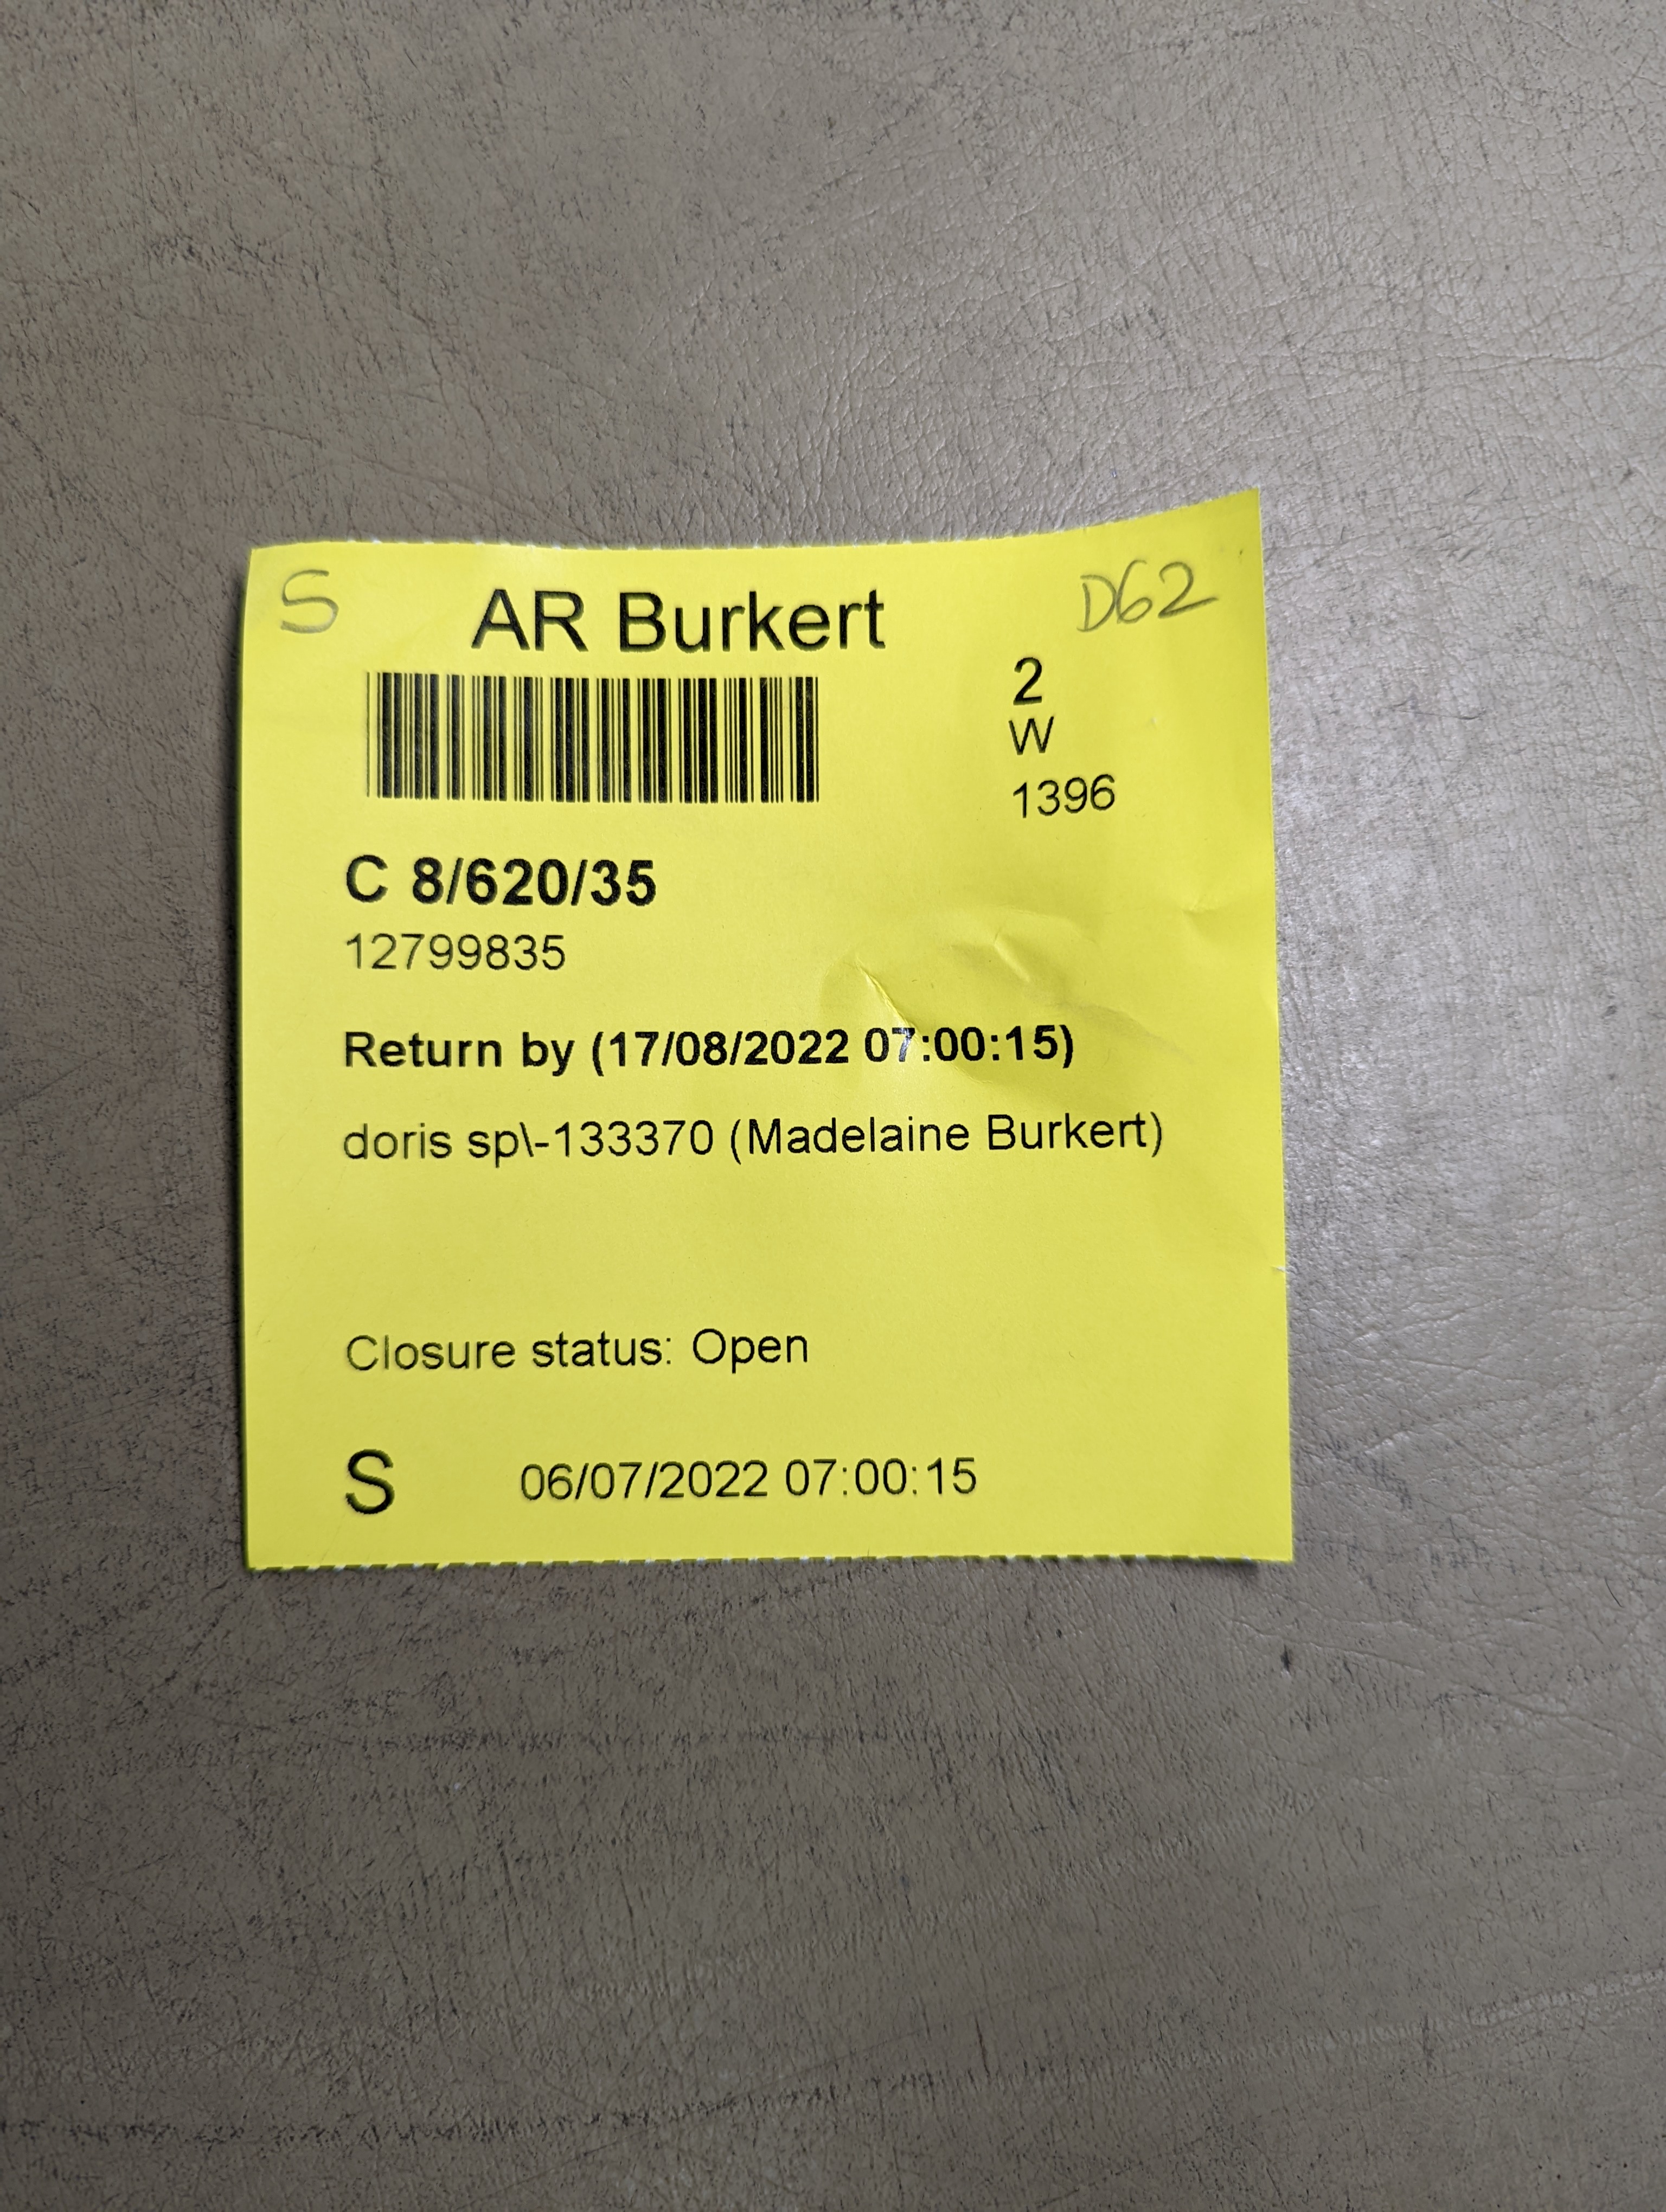 S
AR Burkert
D62
2
W
1396
C 8/620/35
12799835
Return by (17/08/2022 07:00:15)
doris sp\-133370 (Madelaine Burkert)
Closure status: Open
S 06/07/2022 07:00:15